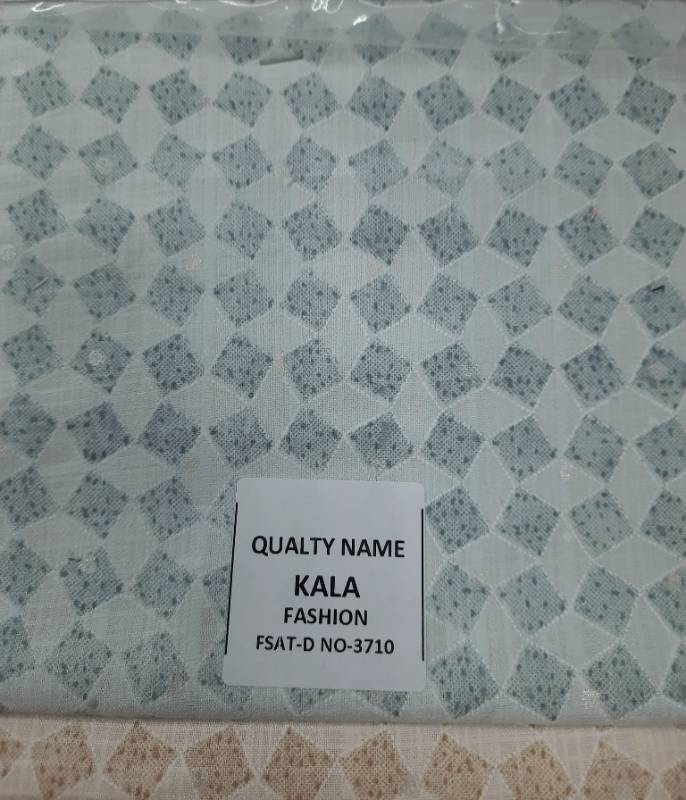 QUALTY NAME
KALA
FASHION
FSAT-D NO-3710